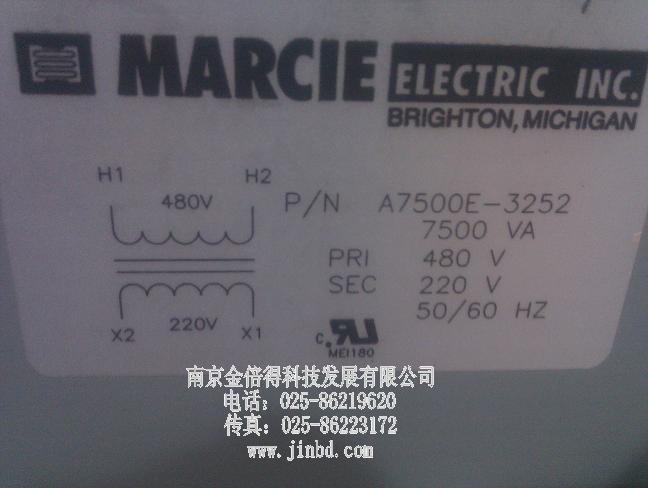 MARCIE ELECTRIC INC.
BRIGHTON, MICHIGAN
H1 H2
480V
P/N A7500E-3252
7500 VA
PRI 480 V
SEC 220 V
50/60 HZ
220V
X2 X1
c RU
MEI180
南京金倍得科技发展有限公司
电话：025-86219620
传真：025-86223172
www.jinbd.com